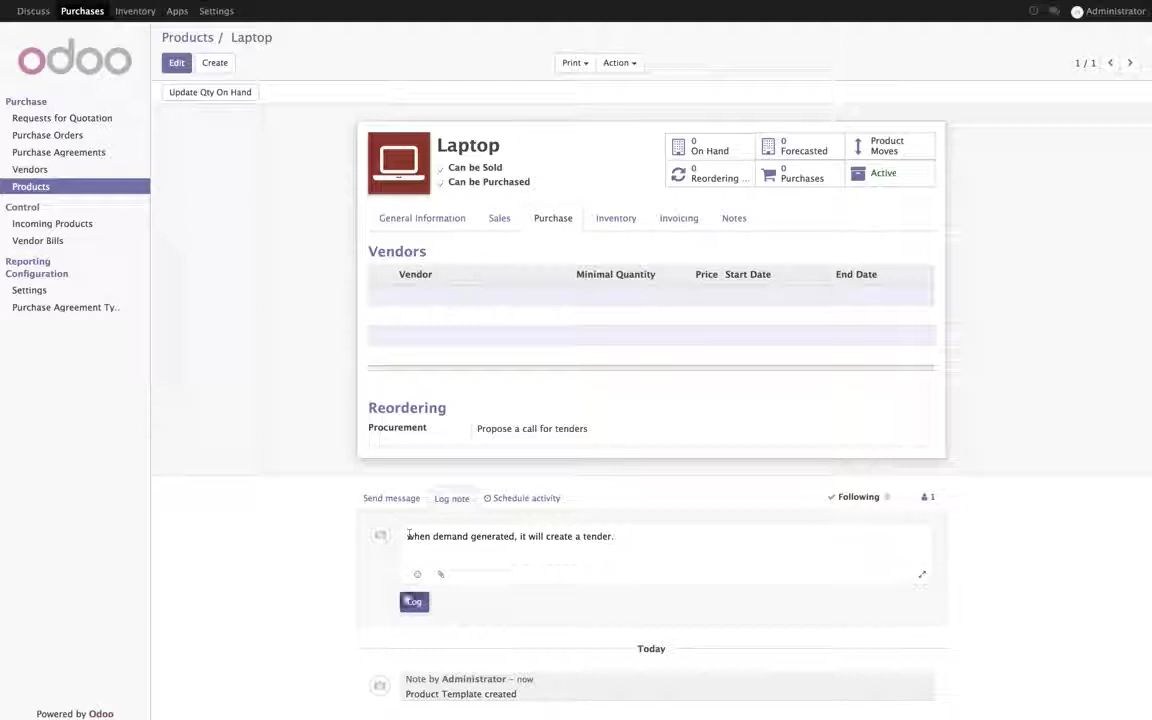 Discuss Purchases Inventory Apps Settings Administrator
odoo
Products / Laptop
Edit Create Print Action 1 / 1
Update Qty On Hand
Purchase
Requests for Quotation
Purchase Orders
Purchase Agreements
Vendors
Products
Control
Incoming Products
Vendor Bills
Reporting
Configuration
Settings
Purchase Agreement Ty..
Powered by Odoo
Laptop
Can be Sold
Can be Purchased
0 On Hand
0 Forecasted
Product Moves
0 Reordering ...
0 Purchases
Active
General Information Sales Purchase Inventory Invoicing Notes
Vendors
Vendor Minimal Quantity Price Start Date End Date
Reordering
Procurement Propose a call for tenders
Send message Log note Schedule activity Following 1
when demand generated, it will create a tender.
Log
Today
Note by Administrator – now
Product Template created